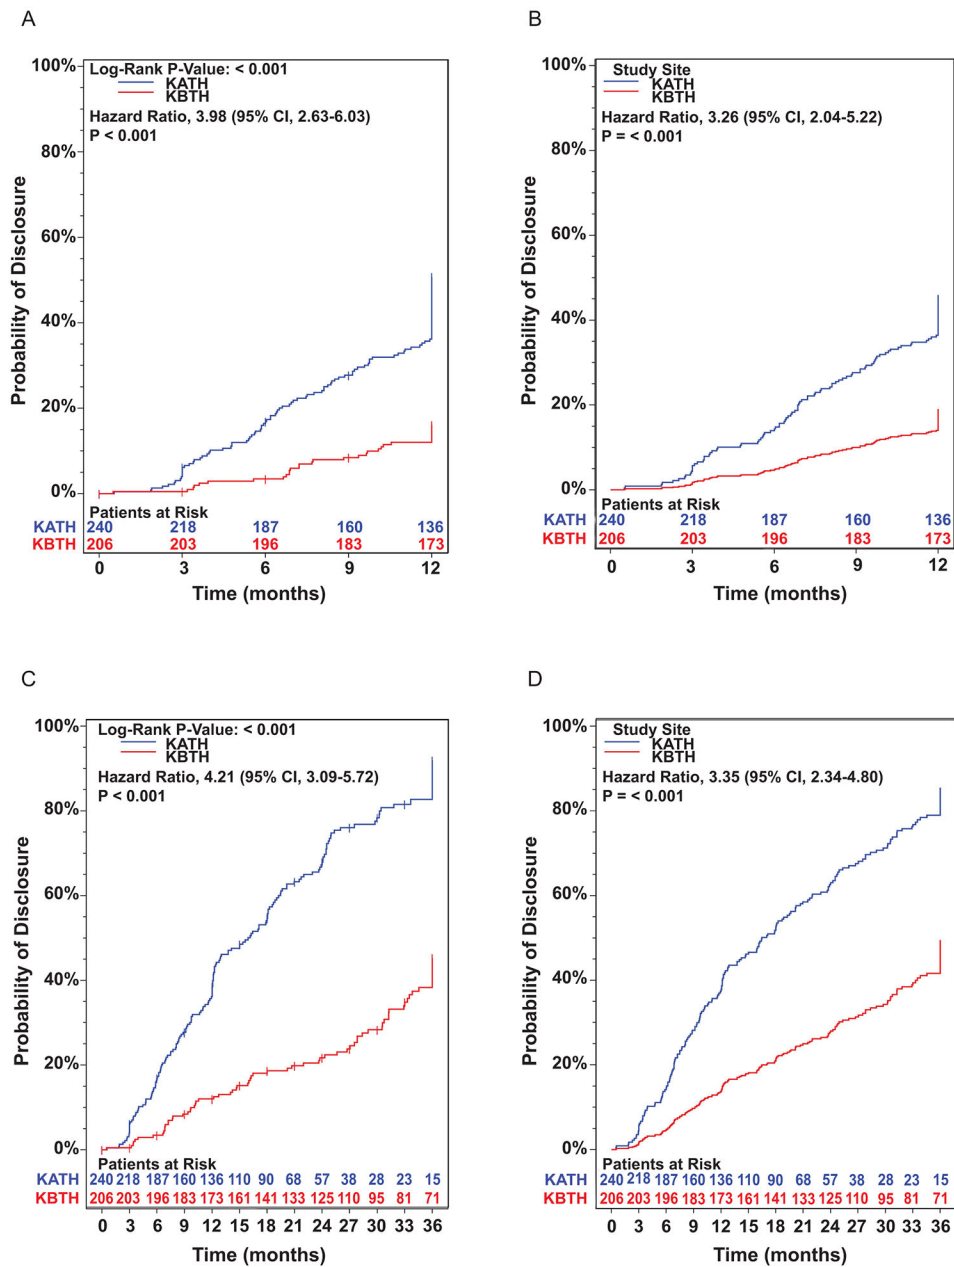 A
100%
80%
60%
40%
20%
0%
Probability of Disclosure
Log-Rank P-Value: < 0.001
KATH
KBTH
Hazard Ratio, 3.98 (95% CI, 2.63-6.03)
P < 0.001
Patients at Risk
KATH 240 218 187 160 136
KBTH 206 203 196 183 173
0 3 6 9 12
Time (months)
B
100%
80%
60%
40%
20%
0%
Probability of Disclosure
Study Site
KATH
KBTH
Hazard Ratio, 3.26 (95% CI, 2.04-5.22)
P = < 0.001
Patients at Risk
KATH 240 218 187 160 136
KBTH 206 203 196 183 173
0 3 6 9 12
Time (months)
C
100%
80%
60%
40%
20%
0%
Probability of Disclosure
Log-Rank P-Value: < 0.001
KATH
KBTH
Hazard Ratio, 4.21 (95% CI, 3.09-5.72)
P < 0.001
Patients at Risk
KATH 240 218 187 160 136 110 90 68 57 38 28 23 15
KBTH 206 203 196 183 173 161 141 133 125 110 95 81 71
0 3 6 9 12 15 18 21 24 27 30 33 36
Time (months)
D
100%
80%
60%
40%
20%
0%
Probability of Disclosure
Study Site
KATH
KBTH
Hazard Ratio, 3.35 (95% CI, 2.34-4.80)
P = < 0.001
Patients at Risk
KATH 240 218 187 160 136 110 90 68 57 38 28 23 15
KBTH 206 203 196 183 173 161 141 133 125 110 95 81 71
0 3 6 9 12 15 18 21 24 27 30 33 36
Time (months)